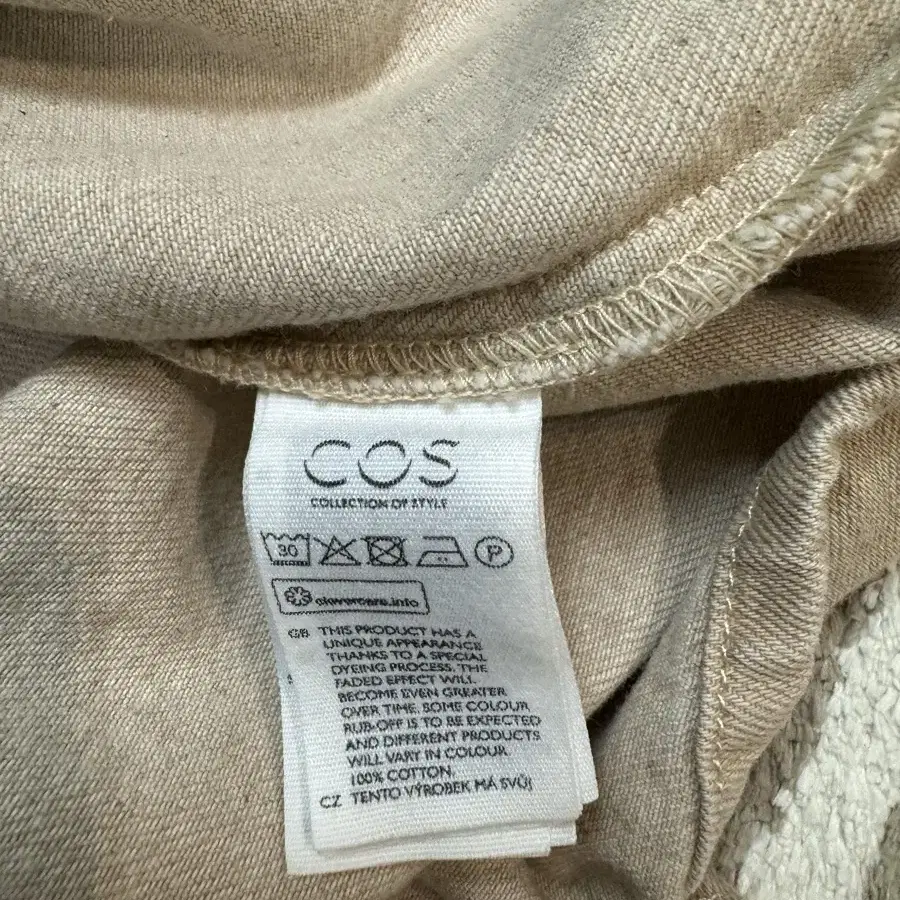 COS
COLLECTION OF STYLE
30 P
clevercare.info
GB THIS PRODUCT HAS A
UNIQUE APPEARANCE
THANKS TO A SPECIAL
DYEING PROCESS. THE
FADED EFFECT WILL
BECOME EVEN GREATER
OVER TIME. SOME COLOUR
RUB-OFF IS TO BE EXPECTED
AND DIFFERENT PRODUCTS
WILL VARY IN COLOUR.
100% COTTON.
CZ TENTO VÝROBEK MÁ SVŮJ